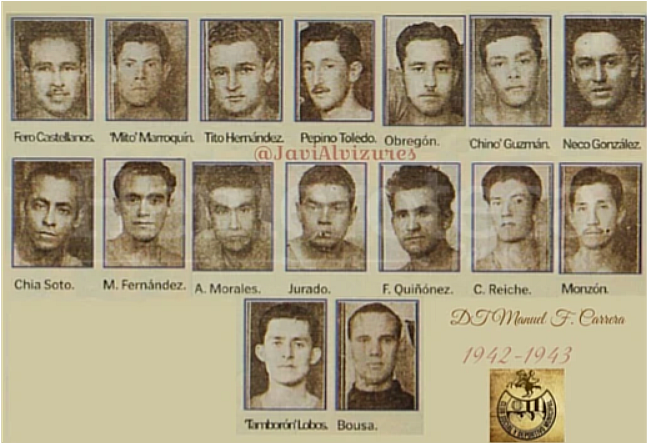 Fero Castellanos. 'Mito' Marroquín. Tito Hernández. Pepino Toledo. Obregón. 'Chino' Guzmán. Neco González.
@JaviAlvizures
Chia Soto. M. Fernández. A. Morales. Jurado. F. Quiñónez. C. Reiche. Monzón.
DT Manuel F. Carrera
1942-1943
'Tamborón' Lobos. Bousa.